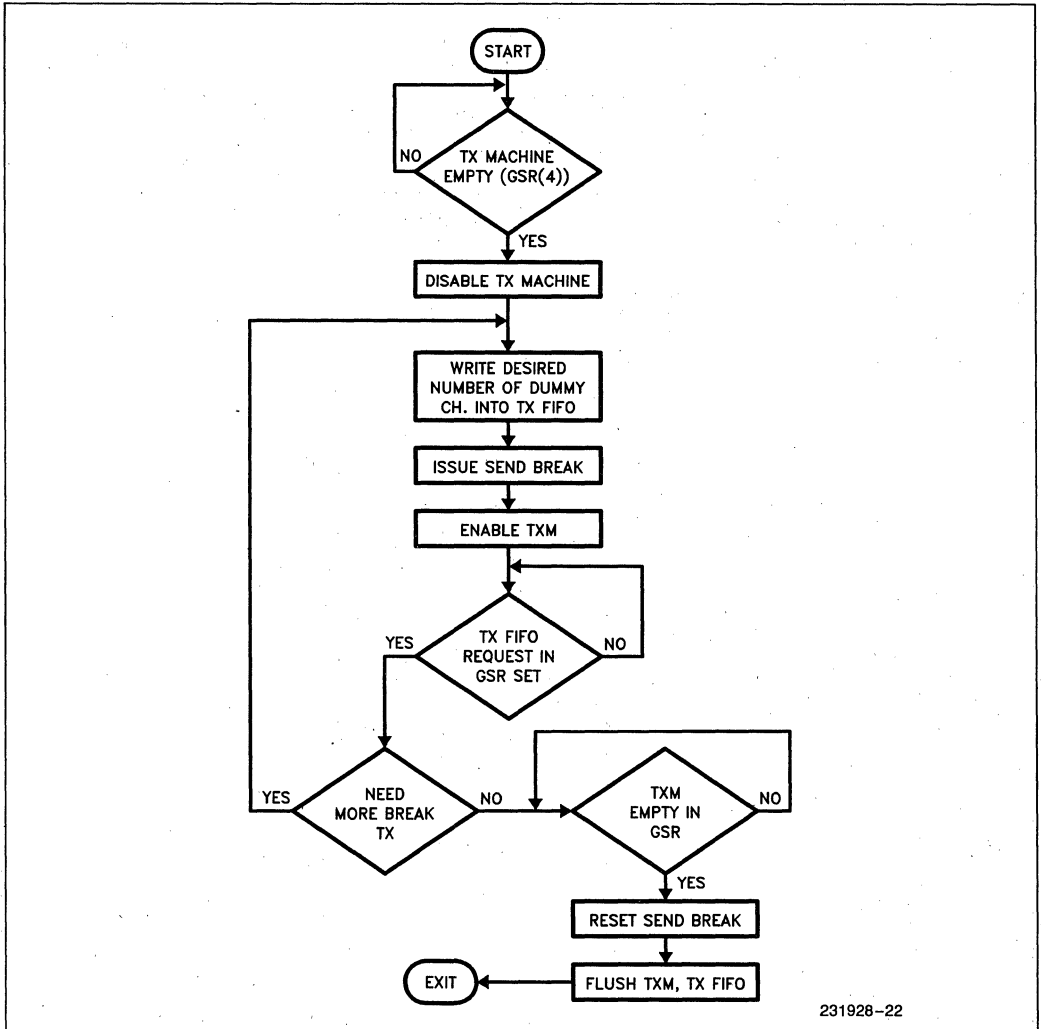 START
NO
TX MACHINE
EMPTY (GSR(4))
YES
DISABLE TX MACHINE
WRITE DESIRED
NUMBER OF DUMMY
CH. INTO TX FIFO
ISSUE SEND BREAK
ENABLE TXM
YES
TX FIFO
REQUEST IN
GSR SET
NO
YES
NEED
MORE BREAK
TX
NO
TXM
EMPTY IN
GSR
NO
YES
RESET SEND BREAK
EXIT
FLUSH TXM, TX FIFO
231928-22